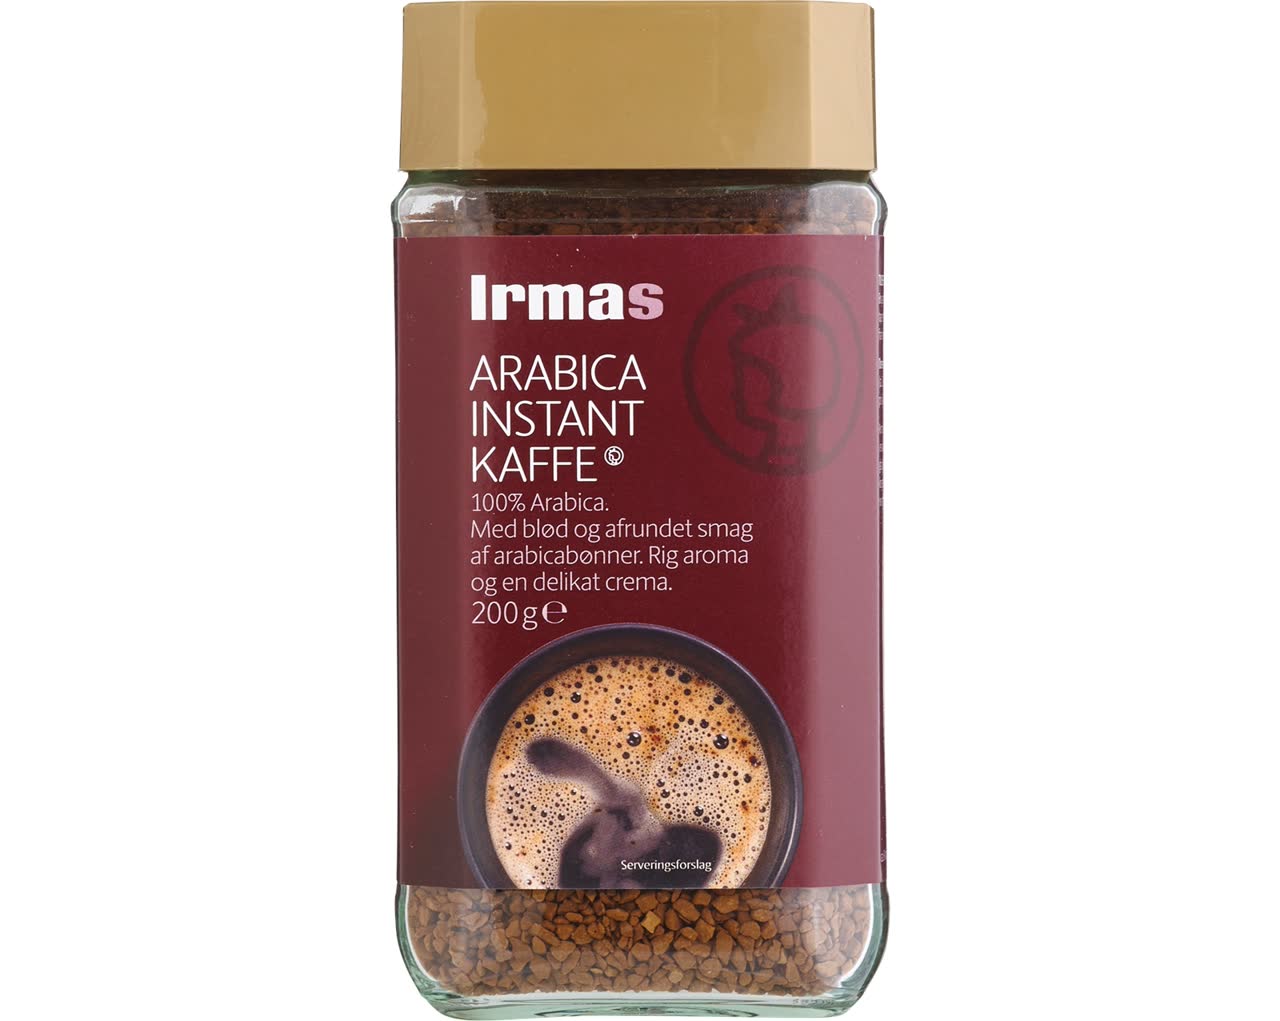 Irmas
ARABICA
INSTANT
KAFFE
100% Arabica.
Med blød og afrundet smag
af arabicabønner. Rig aroma
og en delikat crema.
200 g ℮
Serveringsforslag